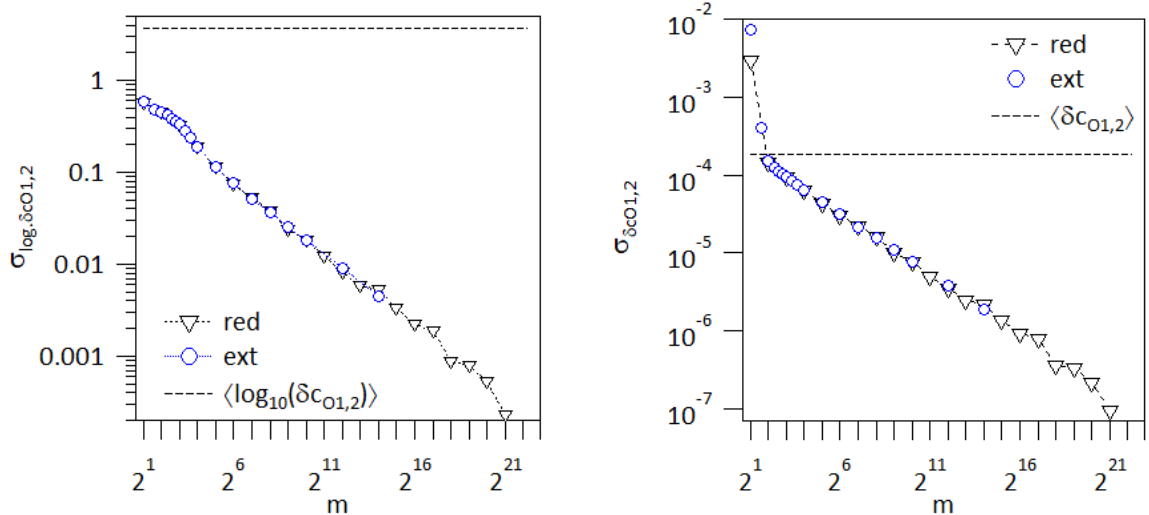 1
0.1
0.01
0.001
σlog.δcO1,2
red
ext
⟨log10(δcO1,2)⟩
2^1 2^6 2^11 2^16 2^21
m
10^-2
10^-3
10^-4
10^-5
10^-6
10^-7
σδcO1,2
red
ext
⟨δcO1,2⟩
2^1 2^6 2^11 2^16 2^21
m